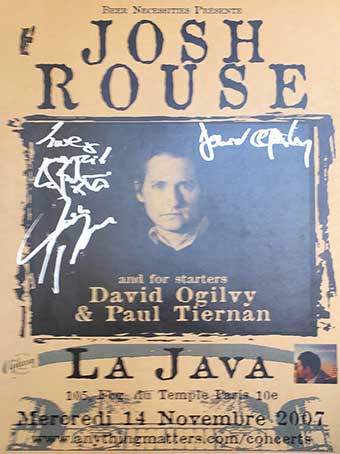 Beer Necessities Présente
JOSH
ROUSE
and for starters
David Ogilvy
& Paul Tiernan
LA JAVA
105, Fbg. du Temple Paris 10e
Mercredi 14 Novembre 2007
www.anythingmatters.com/concerts